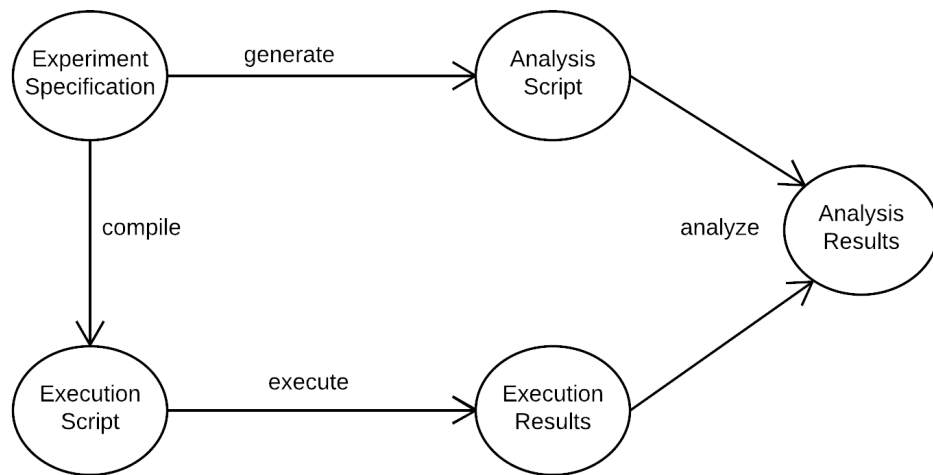 Experiment
Specification
generate
Analysis
Script
compile
analyze
Analysis
Results
Execution
Script
execute
Execution
Results